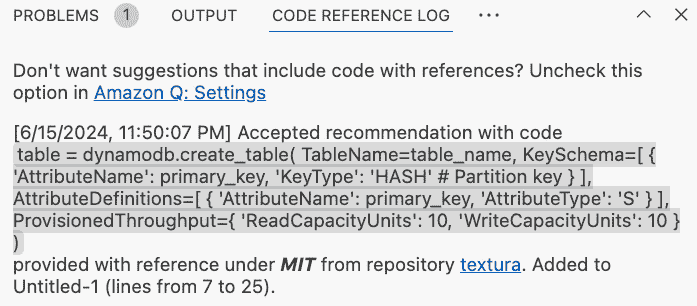 PROBLEMS 1 OUTPUT CODE REFERENCE LOG ...
Don't want suggestions that include code with references? Uncheck this
option in Amazon Q: Settings
[6/15/2024, 11:50:07 PM] Accepted recommendation with code
table = dynamodb.create_table( TableName=table_name, KeySchema=[ {
'AttributeName': primary_key, 'KeyType': 'HASH' # Partition key } ],
AttributeDefinitions=[ { 'AttributeName': primary_key, 'AttributeType': 'S' } ],
ProvisionedThroughput={ 'ReadCapacityUnits': 10, 'WriteCapacityUnits': 10 }
)
provided with reference under MIT from repository textura. Added to
Untitled-1 (lines from 7 to 25).